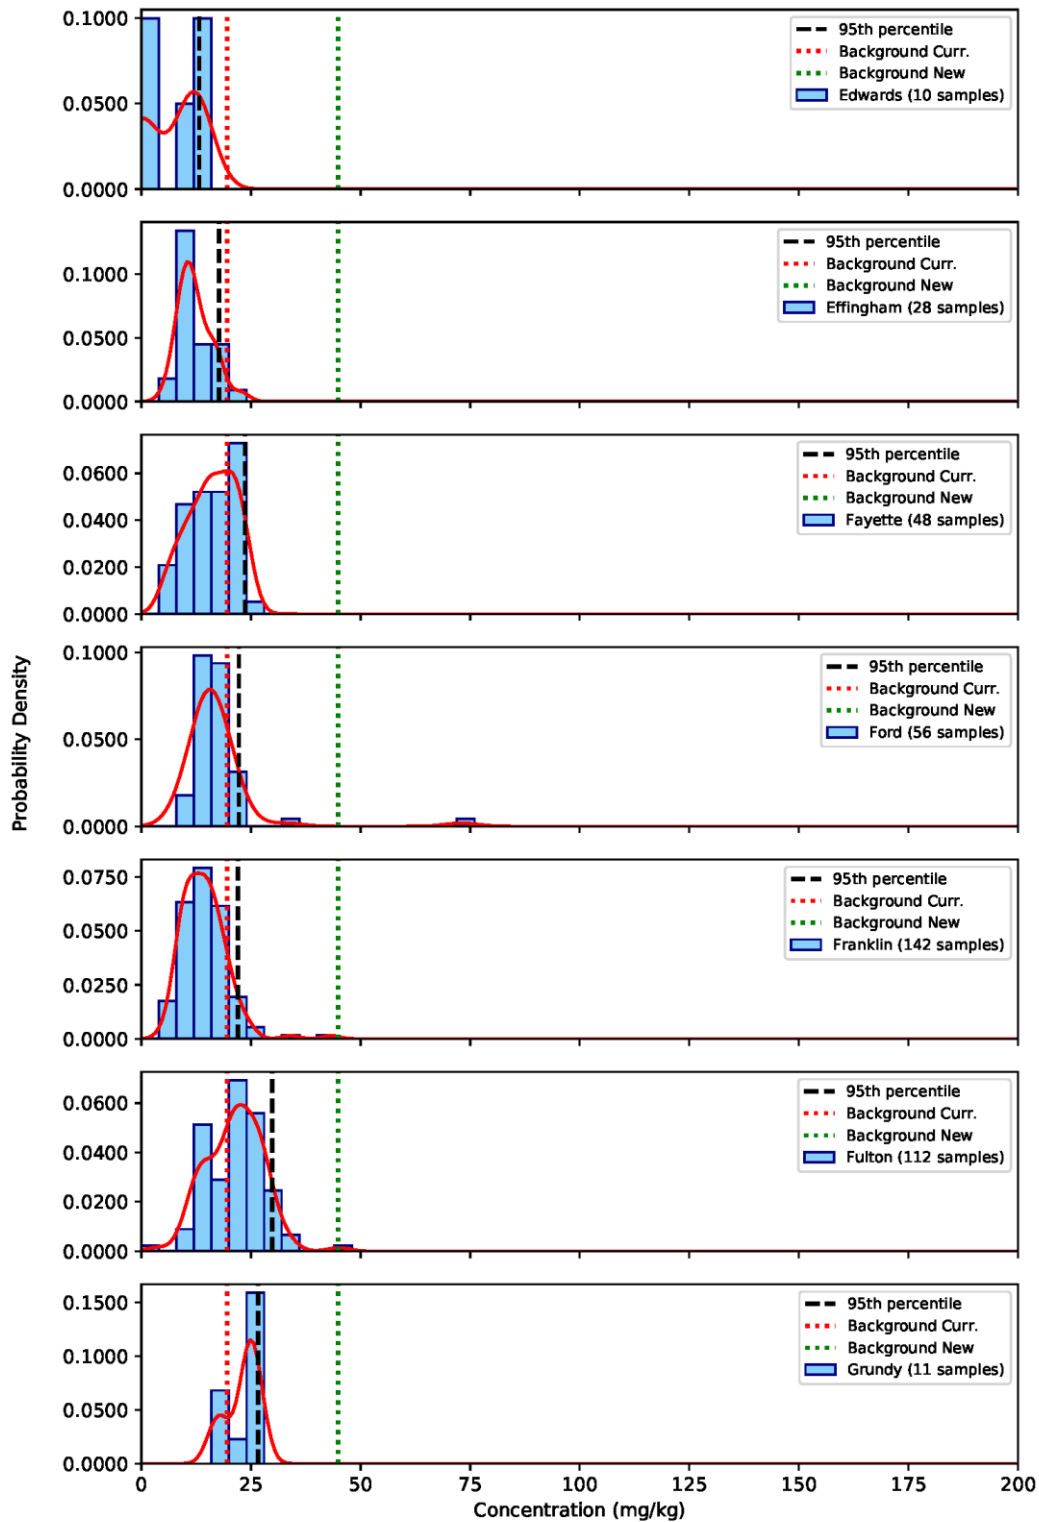 0.1000
0.0500
0.0000
95th percentile
Background Curr.
Background New
Edwards (10 samples)
0.1000
0.0500
0.0000
95th percentile
Background Curr.
Background New
Effingham (28 samples)
0.0600
0.0400
0.0200
0.0000
95th percentile
Background Curr.
Background New
Fayette (48 samples)
Probability Density
0.1000
0.0500
0.0000
95th percentile
Background Curr.
Background New
Ford (56 samples)
0.0750
0.0500
0.0250
0.0000
95th percentile
Background Curr.
Background New
Franklin (142 samples)
0.0600
0.0400
0.0200
0.0000
95th percentile
Background Curr.
Background New
Fulton (112 samples)
0.1500
0.1000
0.0500
0.0000
95th percentile
Background Curr.
Background New
Grundy (11 samples)
0 25 50 75 100 125 150 175 200
Concentration (mg/kg)